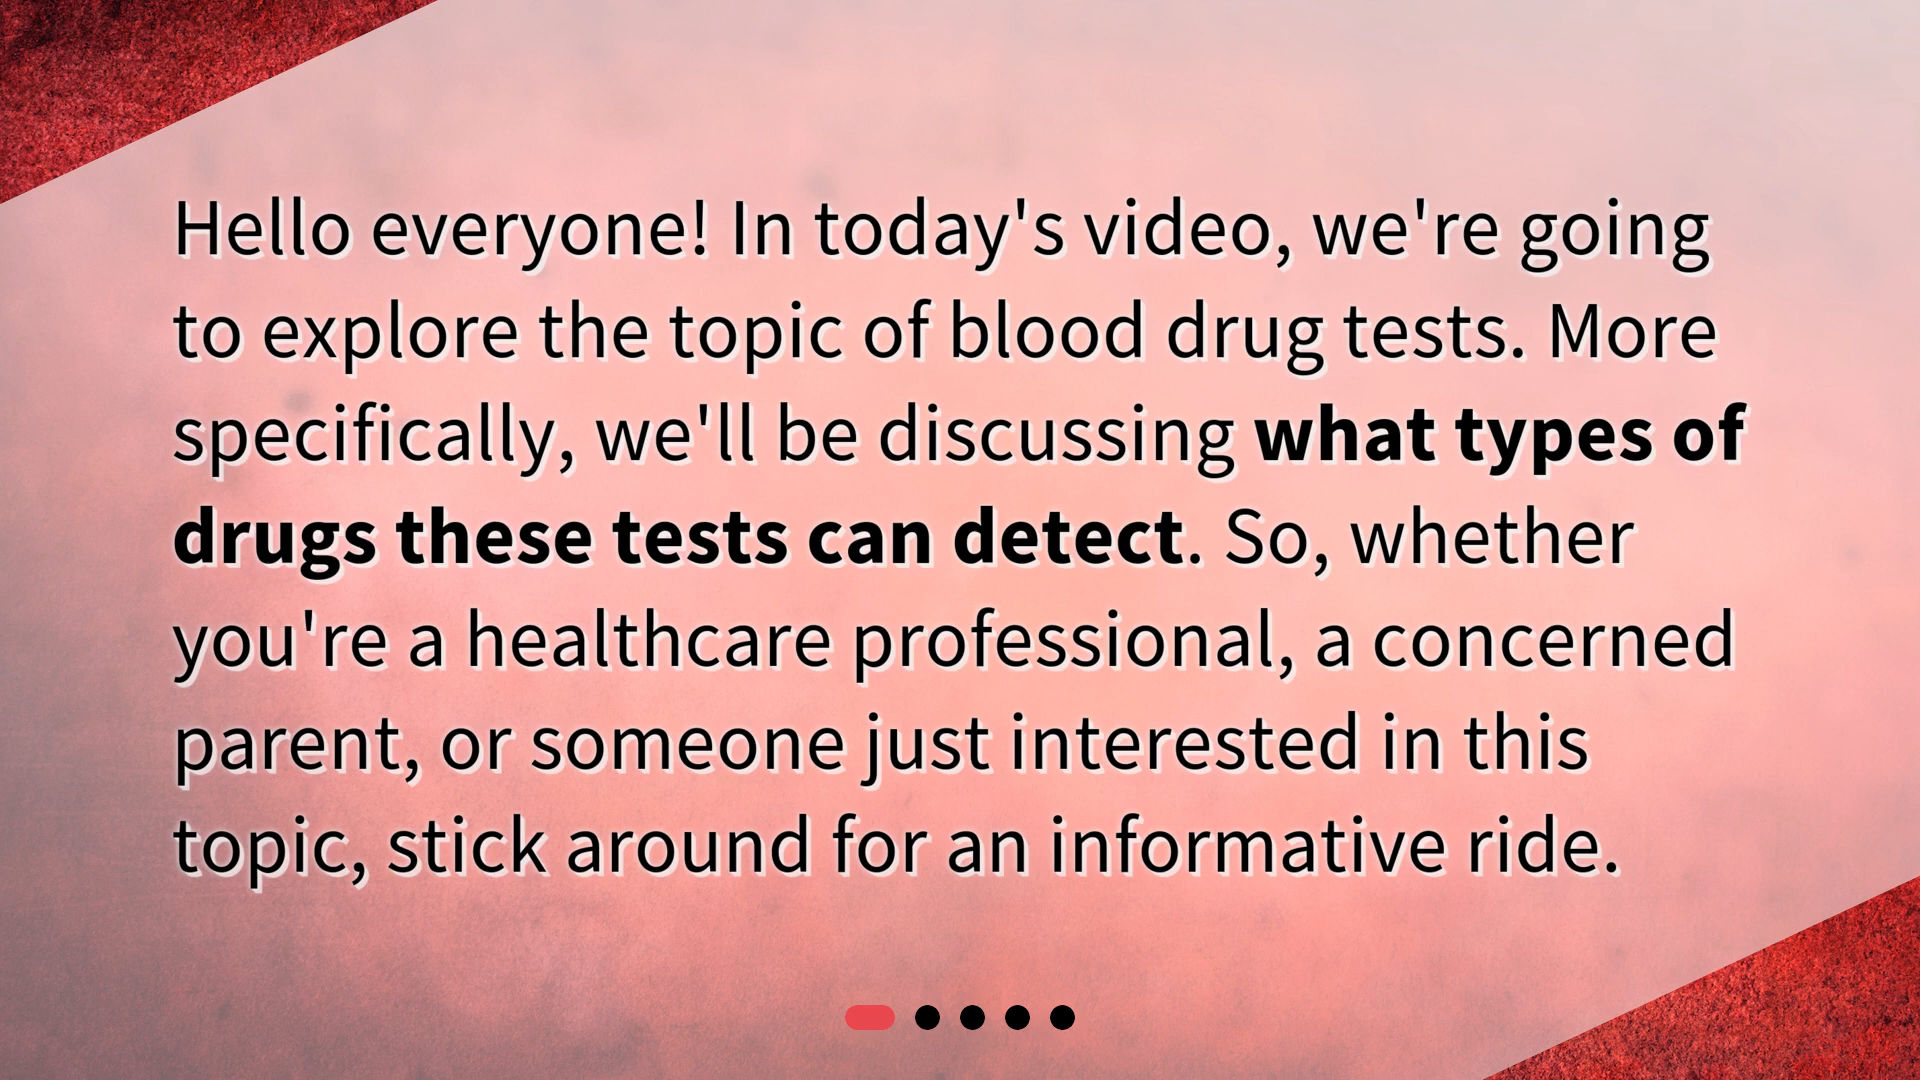 Hello everyone! In today's video, we're going
to explore the topic of blood drug tests. More
specifically, we'll be discussing what types of
drugs these tests can detect. So, whether
you're a healthcare professional, a concerned
parent, or someone just interested in this
topic, stick around for an informative ride.